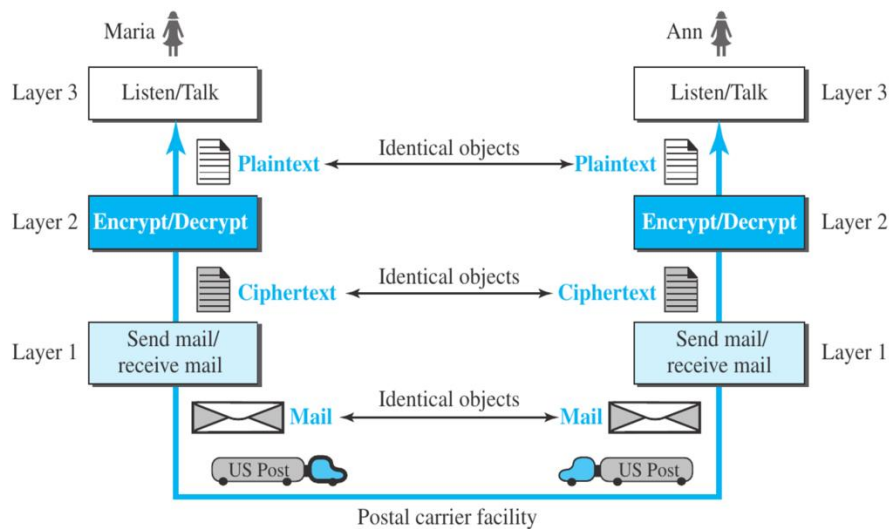 Maria Ann
Layer 3 Listen/Talk Listen/Talk Layer 3
Identical objects
Plaintext Plaintext
Layer 2 Encrypt/Decrypt Encrypt/Decrypt Layer 2
Identical objects
Ciphertext Ciphertext
Layer 1 Send mail/ receive mail Send mail/ receive mail Layer 1
Identical objects
Mail Mail
US Post US Post
Postal carrier facility